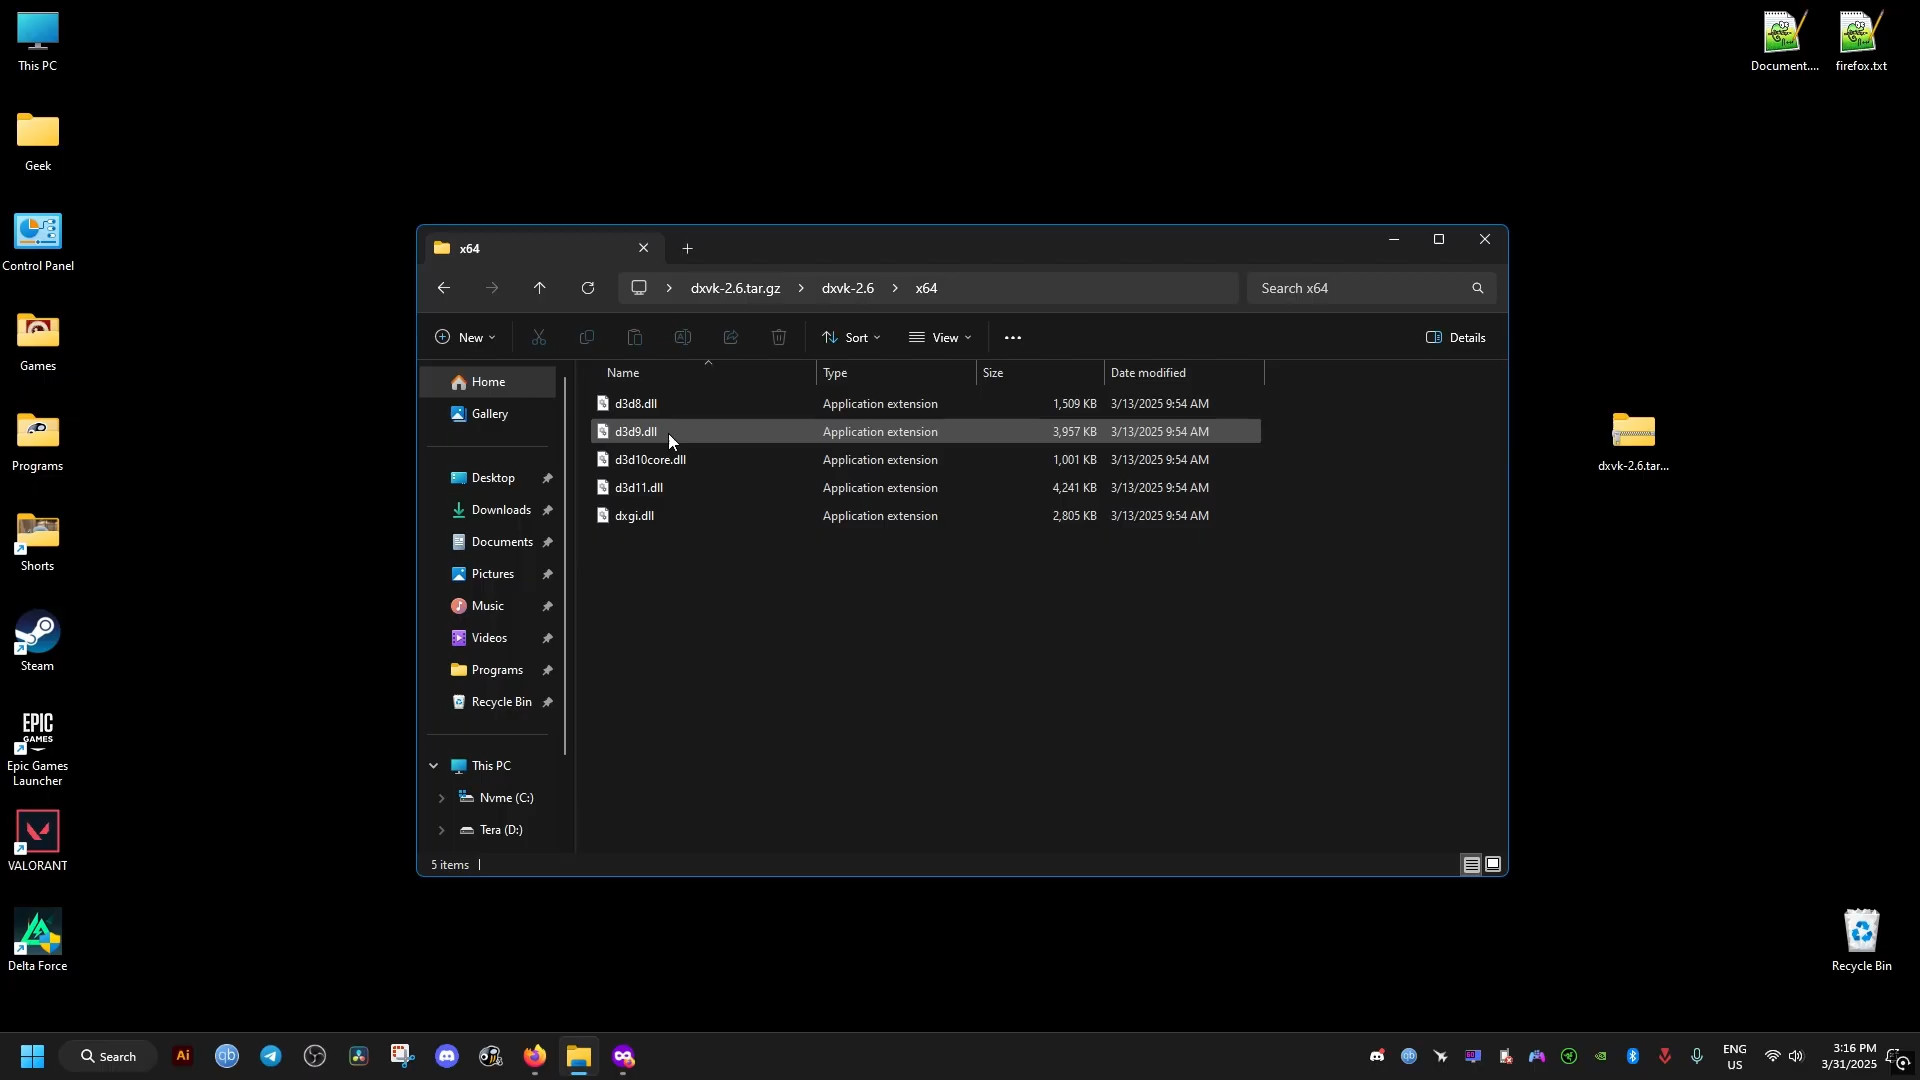 This PC
Geek
Control Panel
Games
Programs
Shorts
Steam
EPIC
GAMES
Epic Games
Launcher
VALORANT
Delta Force
Document....
firefox.txt
dxvk-2.6.tar...
Recycle Bin
x64
dxvk-2.6.tar.gz
dxvk-2.6
x64
Search x64
New
Sort
View
Details
Home
Gallery
Desktop
Downloads
Documents
Pictures
Music
Videos
Programs
Recycle Bin
This PC
Nvme (C:)
Tera (D:)
Name Type Size Date modified
d3d8.dll Application extension 1,509 KB 3/13/2025 9:54 AM
d3d9.dll Application extension 3,957 KB 3/13/2025 9:54 AM
d3d10core.dll Application extension 1,001 KB 3/13/2025 9:54 AM
d3d11.dll Application extension 4,241 KB 3/13/2025 9:54 AM
dxgi.dll Application extension 2,805 KB 3/13/2025 9:54 AM
5 items
Search
Ai
qb
ENG
US
3:16 PM
3/31/2025